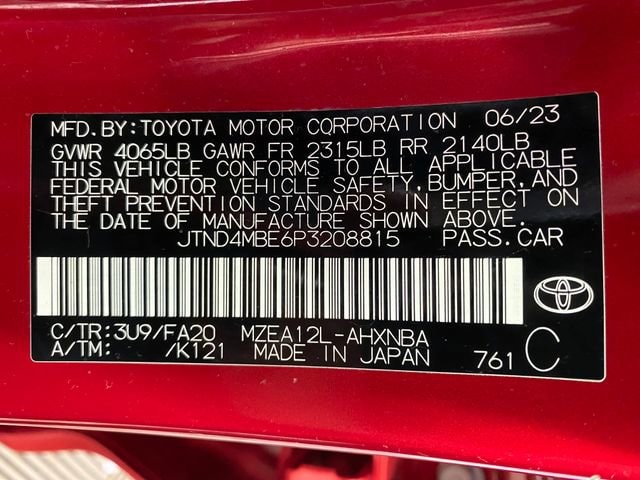 MFD.BY:TOYOTA MOTOR CORPORATION 06/23
GVWR 4065LB GAWR FR 2315LB RR 2140LB
THIS VEHICLE CONFORMS TO ALL APPLICABLE
FEDERAL MOTOR VEHICLE SAFETY,BUMPER,AND
THEFT PREVENTION STANDARDS IN EFFECT ON
THE DATE OF MANUFACTURE SHOWN ABOVE.
JTND4MBE6P3208815 PASS.CAR
C/TR:3U9/FA20 MZEA12L-AHXNBA
A/TM: /K121 MADE IN JAPAN 761 C